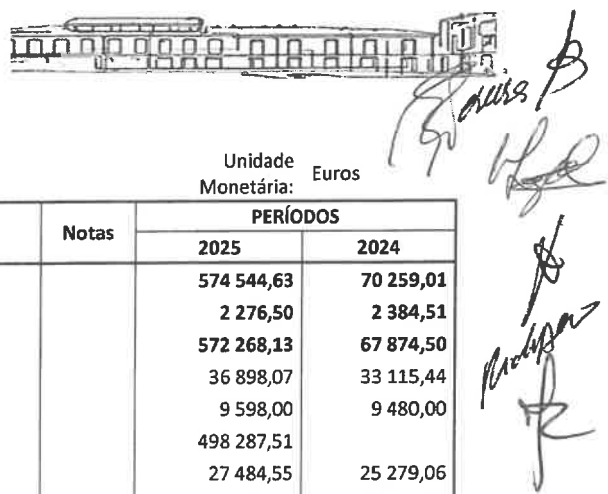 Unidade
Monetária: Euros
Notas PERÍODOS
2025 2024
574 544,63 70 259,01
2 276,50 2 384,51
572 268,13 67 874,50
36 898,07 33 115,44
9 598,00 9 480,00
498 287,51
27 484,55 25 279,06